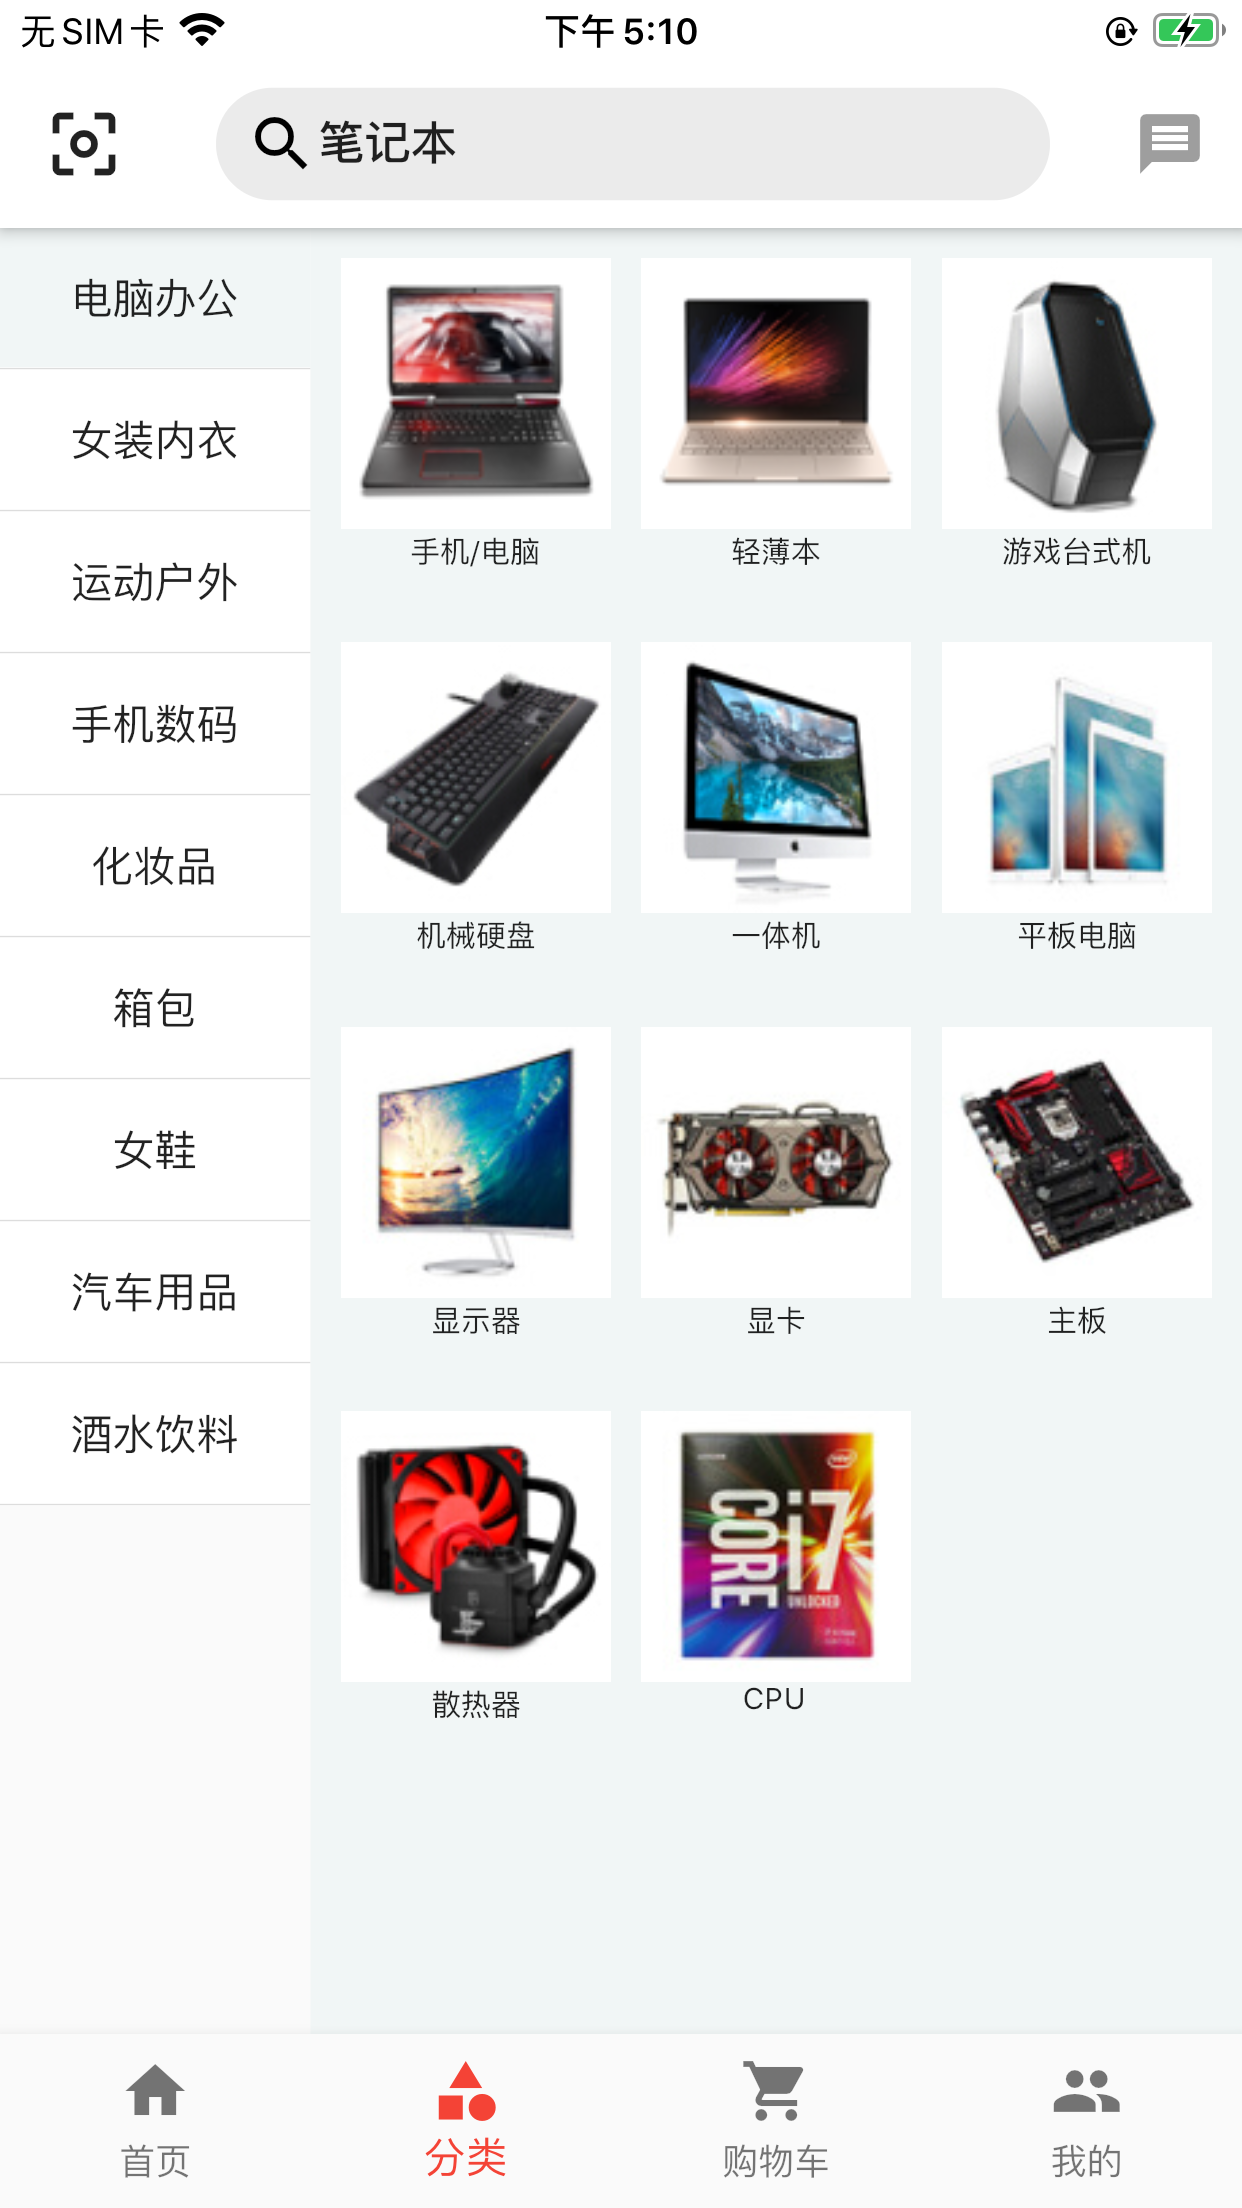 无SIM卡
下午5:10
笔记本
电脑办公
女装内衣
运动户外
手机数码
化妆品
箱包
女鞋
汽车用品
酒水饮料
手机/电脑
轻薄本
游戏台式机
机械硬盘
一体机
平板电脑
显示器
显卡
主板
intel
CORE i7
UNLOCKED
散热器
CPU
首页
分类
购物车
我的